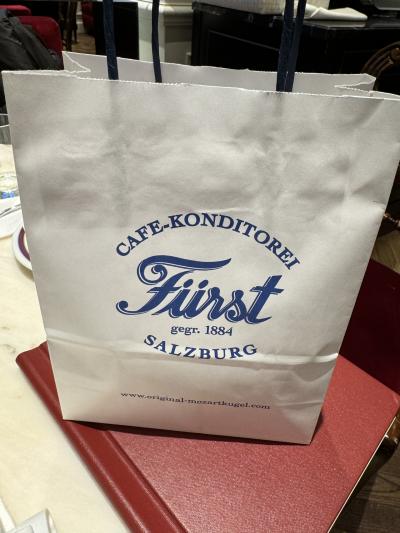 CAFE-KONDITOREI
Fürst
gegr. 1884
SALZBURG
www.original-mozartkugel.com